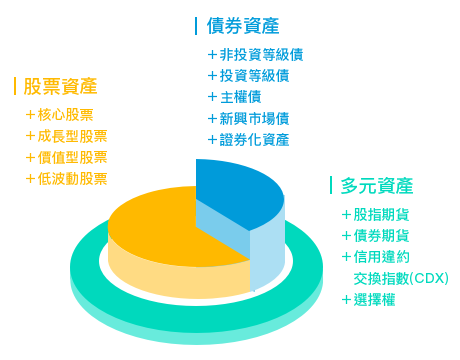 債券資產
+非投資等級債
+投資等級債
+主權債
+新興市場債
+證券化資產
股票資產
+核心股票
+成長型股票
+價值型股票
+低波動股票
多元資產
+股指期貨
+債券期貨
+信用違約
交換指數(CDX)
+選擇權